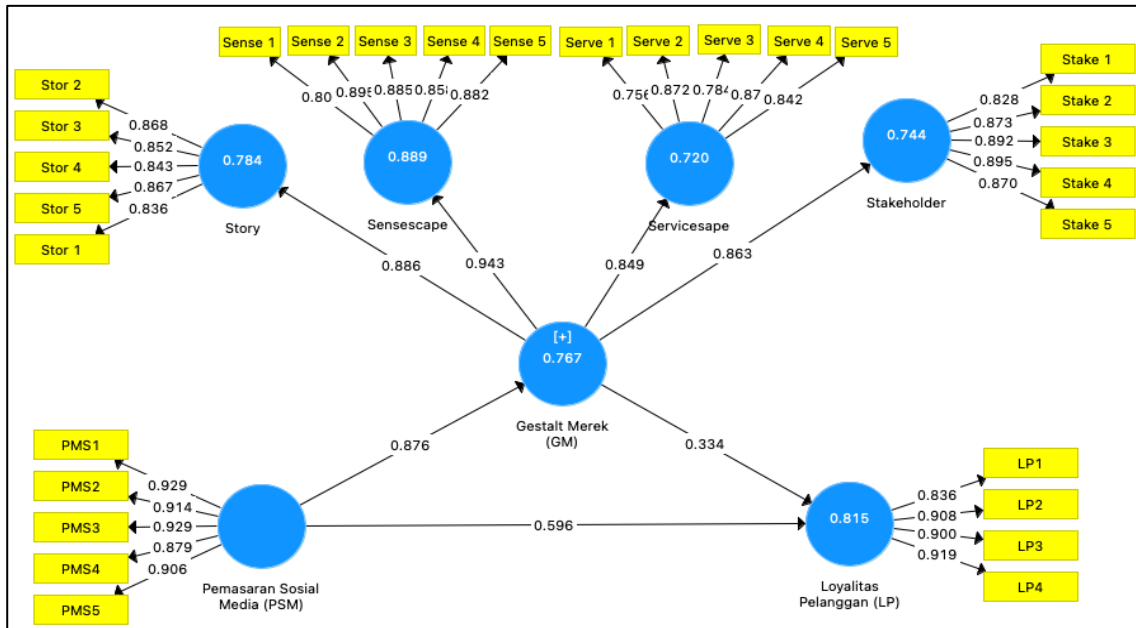 Sense 1
Sense 2
Sense 3
Sense 4
Sense 5
Serve 1
Serve 2
Serve 3
Serve 4
Serve 5
Stor 2
Stor 3
Stor 4
Stor 5
Stor 1
0.868
0.852
0.843
0.867
0.836
0.784
Story
0.895
0.885
0.858
0.882
0.889
Sensescape
0.756
0.872
0.784
0.842
0.720
Servicesape
Stake 1
Stake 2
Stake 3
Stake 4
Stake 5
0.828
0.873
0.892
0.895
0.870
0.744
Stakeholder
0.886
0.943
0.849
0.863
[+]
0.767
Gestalt Merek
(GM)
0.876
0.334
0.596
PMS1
PMS2
PMS3
PMS4
PMS5
0.929
0.914
0.929
0.879
0.906
Pemasaran Sosial
Media (PSM)
0.815
Loyalitas
Pelanggan (LP)
0.836
0.908
0.900
0.919
LP1
LP2
LP3
LP4